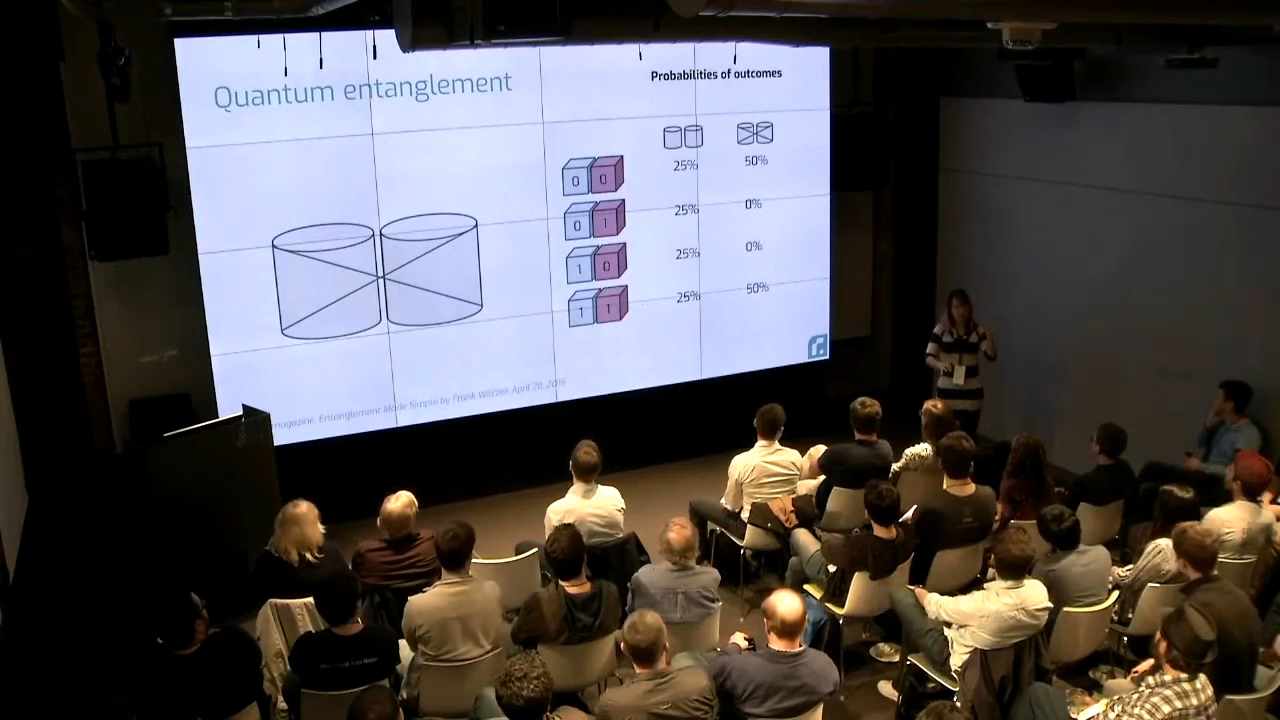 Quantum entanglement
Probabilities of outcomes
0 0 25% 50%
0 1 25% 0%
1 0 25% 0%
1 1 25% 50%
magazine Entanglement Made Simple by Frank Wilczek April 28, 2016